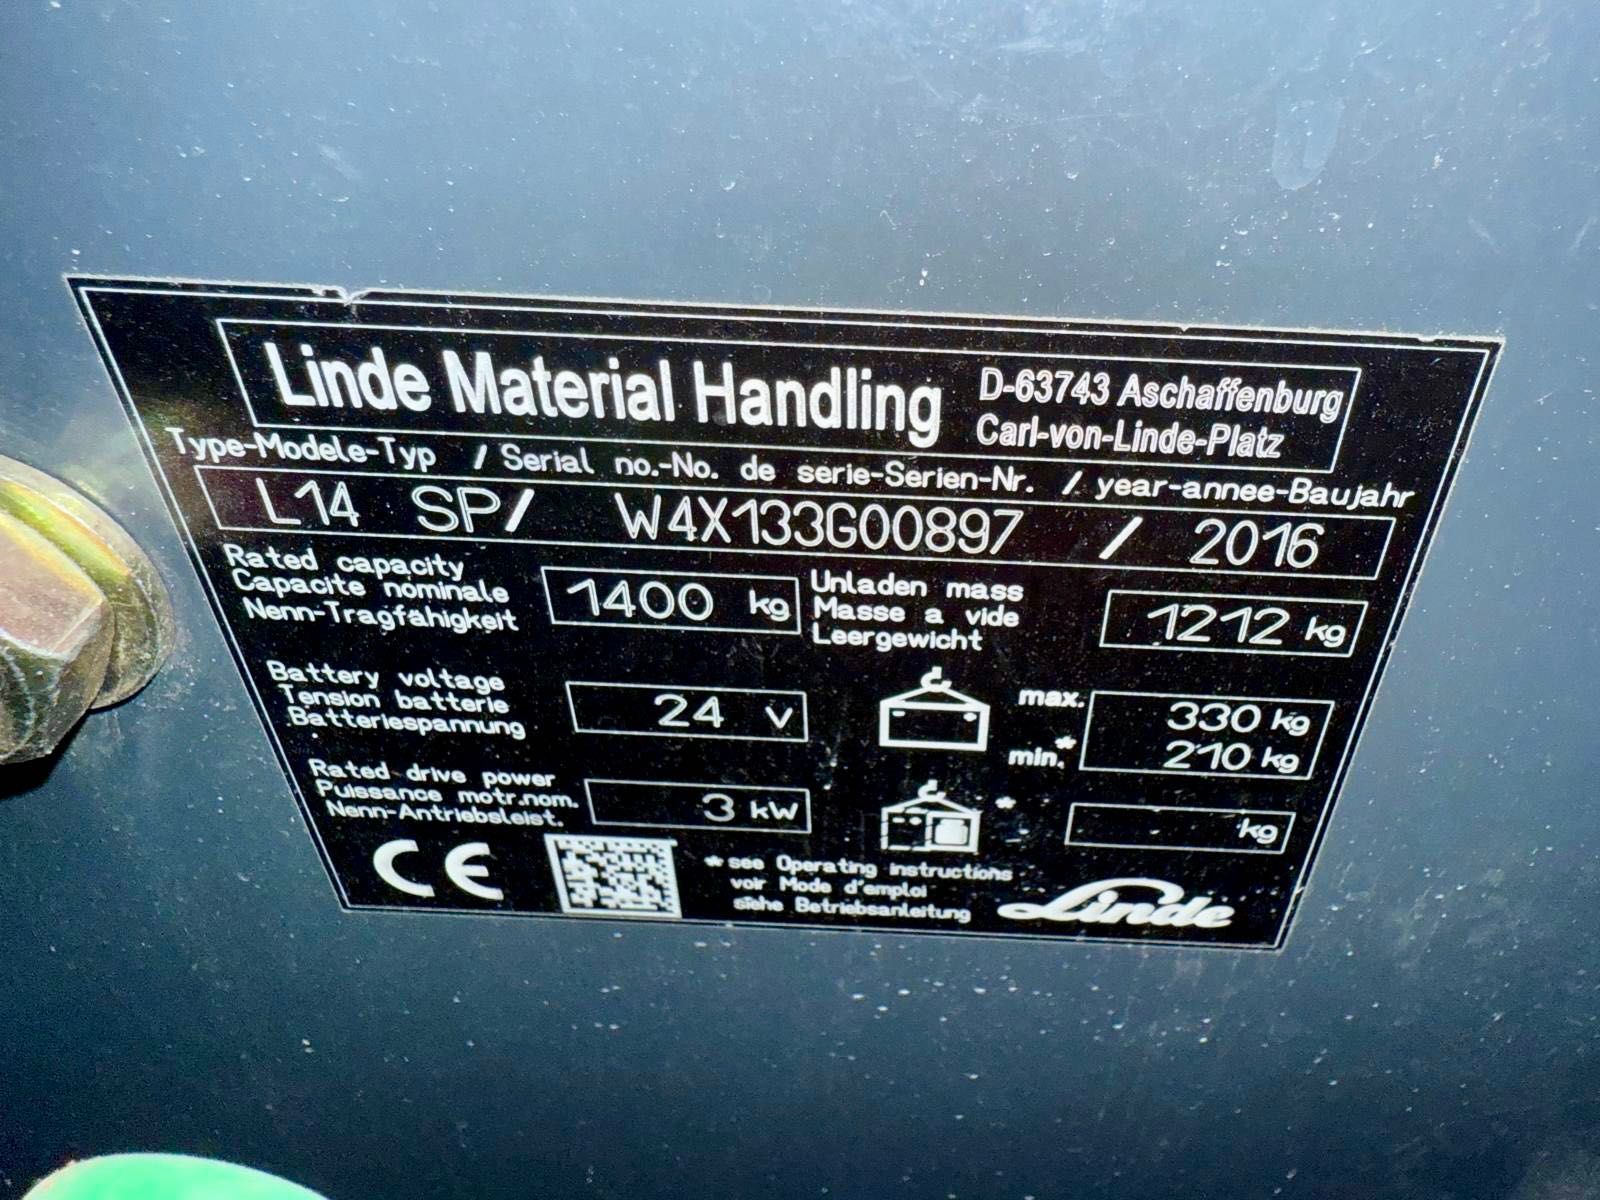 Linde Material Handling D-63743 Aschaffenburg
Carl-von-Linde-Platz
Type-Modele-Typ / Serial no.-No. de serie-Serien-Nr. / year-annee-Baujahr
L14 SP/ W4X133G00897 / 2016
Rated capacity
Capacite nominale
Nenn-Tragfähigkeit
1400 kg
Unladen mass
Masse a vide
Leergewicht
1212 kg
Battery voltage
Tension batterie
Batteriespannung
24 V
max. 330 kg
min.* 210 kg
Rated drive power
Puissance motr.nom.
Nenn-Antriebsleist.
3 kW
* kg
CE
*see Operating instructions
voir Mode d'emploi
siehe Betriebsanleitung
Linde